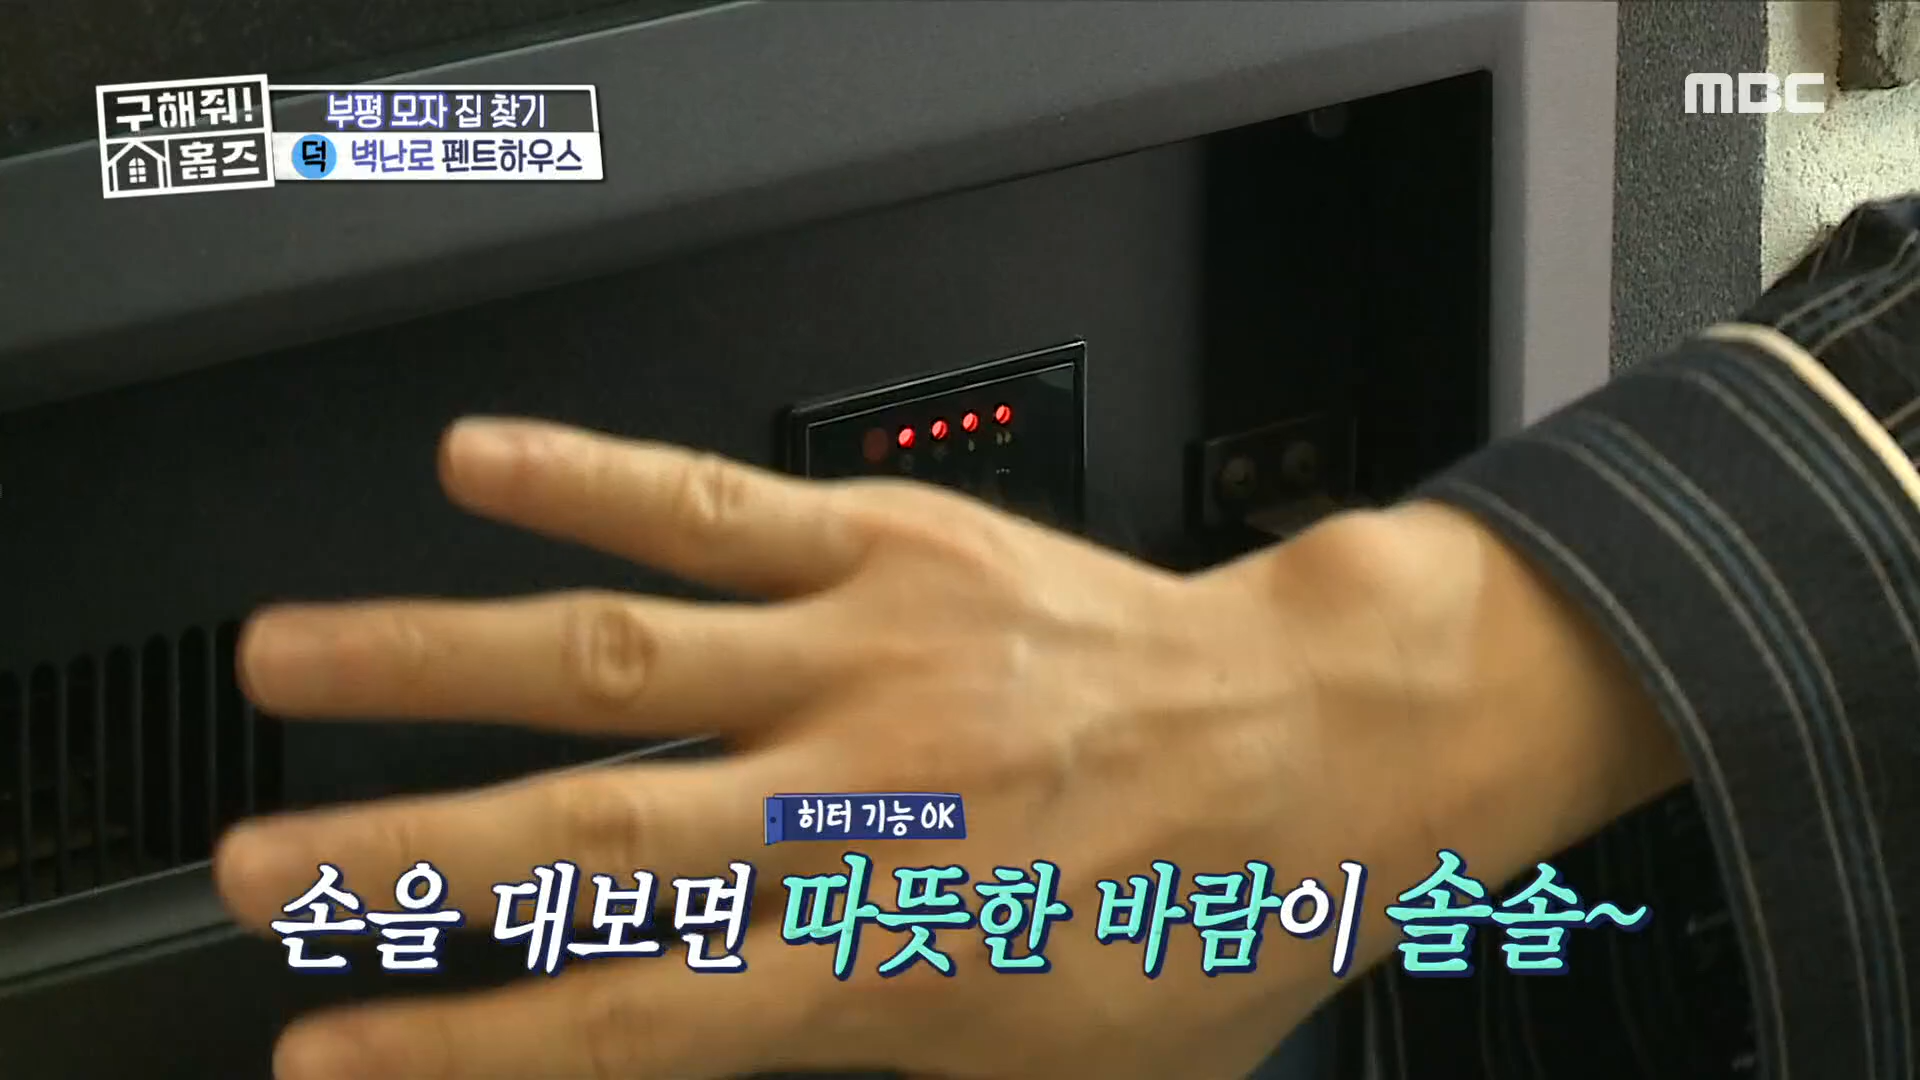 구해줘!
홈즈
부평 모자 집 찾기
덕 벽난로 펜트하우스
MBC
히터 기능 OK
손을 대보면 따뜻한 바람이 솔솔~